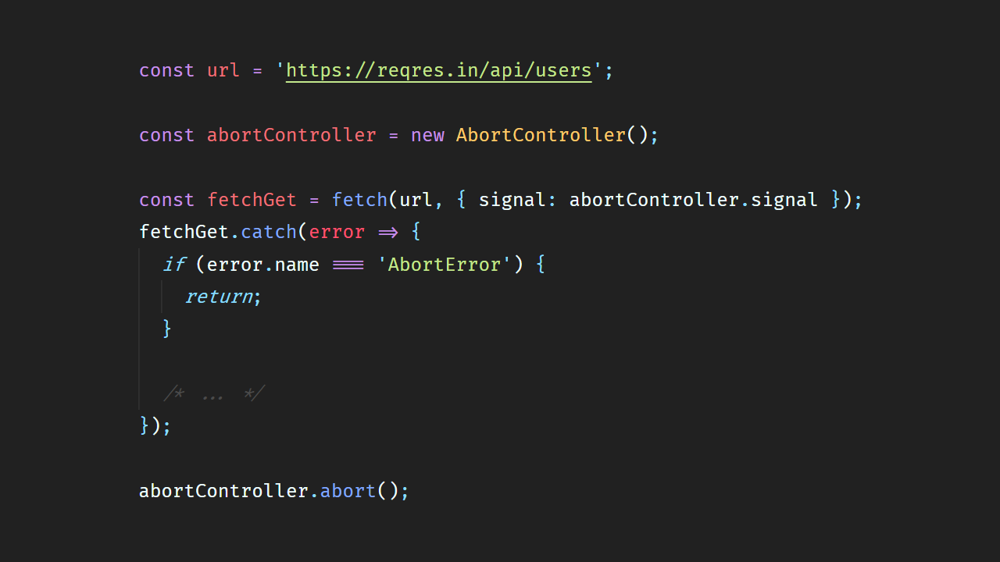 const url = 'https://reqres.in/api/users';
const abortController = new AbortController();
const fetchGet = fetch(url, { signal: abortController.signal });
fetchGet.catch(error => {
  if (error.name === 'AbortError') {
    return;
  }
  /* ... */
});
abortController.abort();